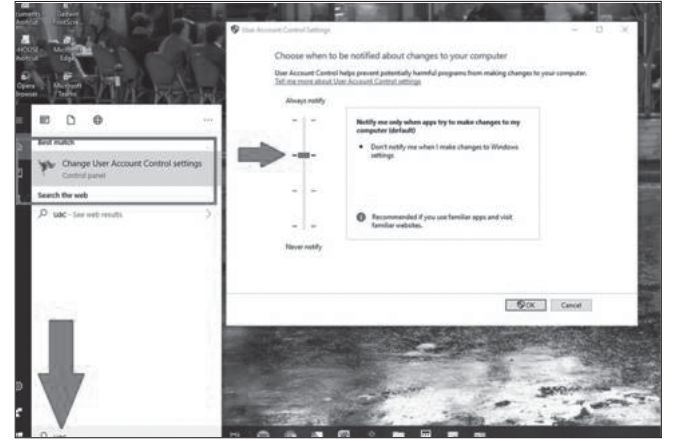 Gadwin
Edge
Opera
Browser
Microsoft
Teams
Best match
Change User Account Control settings
Control panel
Search the web
uac - See web results
uac
User Account Control Settings
Choose when to be notified about changes to your computer
User Account Control helps prevent potentially harmful programs from making changes to your computer.
Tell me more about User Account Control settings
Always notify
Notify me only when apps try to make changes to my
computer (default)
• Don't notify me when I make changes to Windows
settings
Recommended if you use familiar apps and visit
familiar websites.
Never notify
OK Cancel